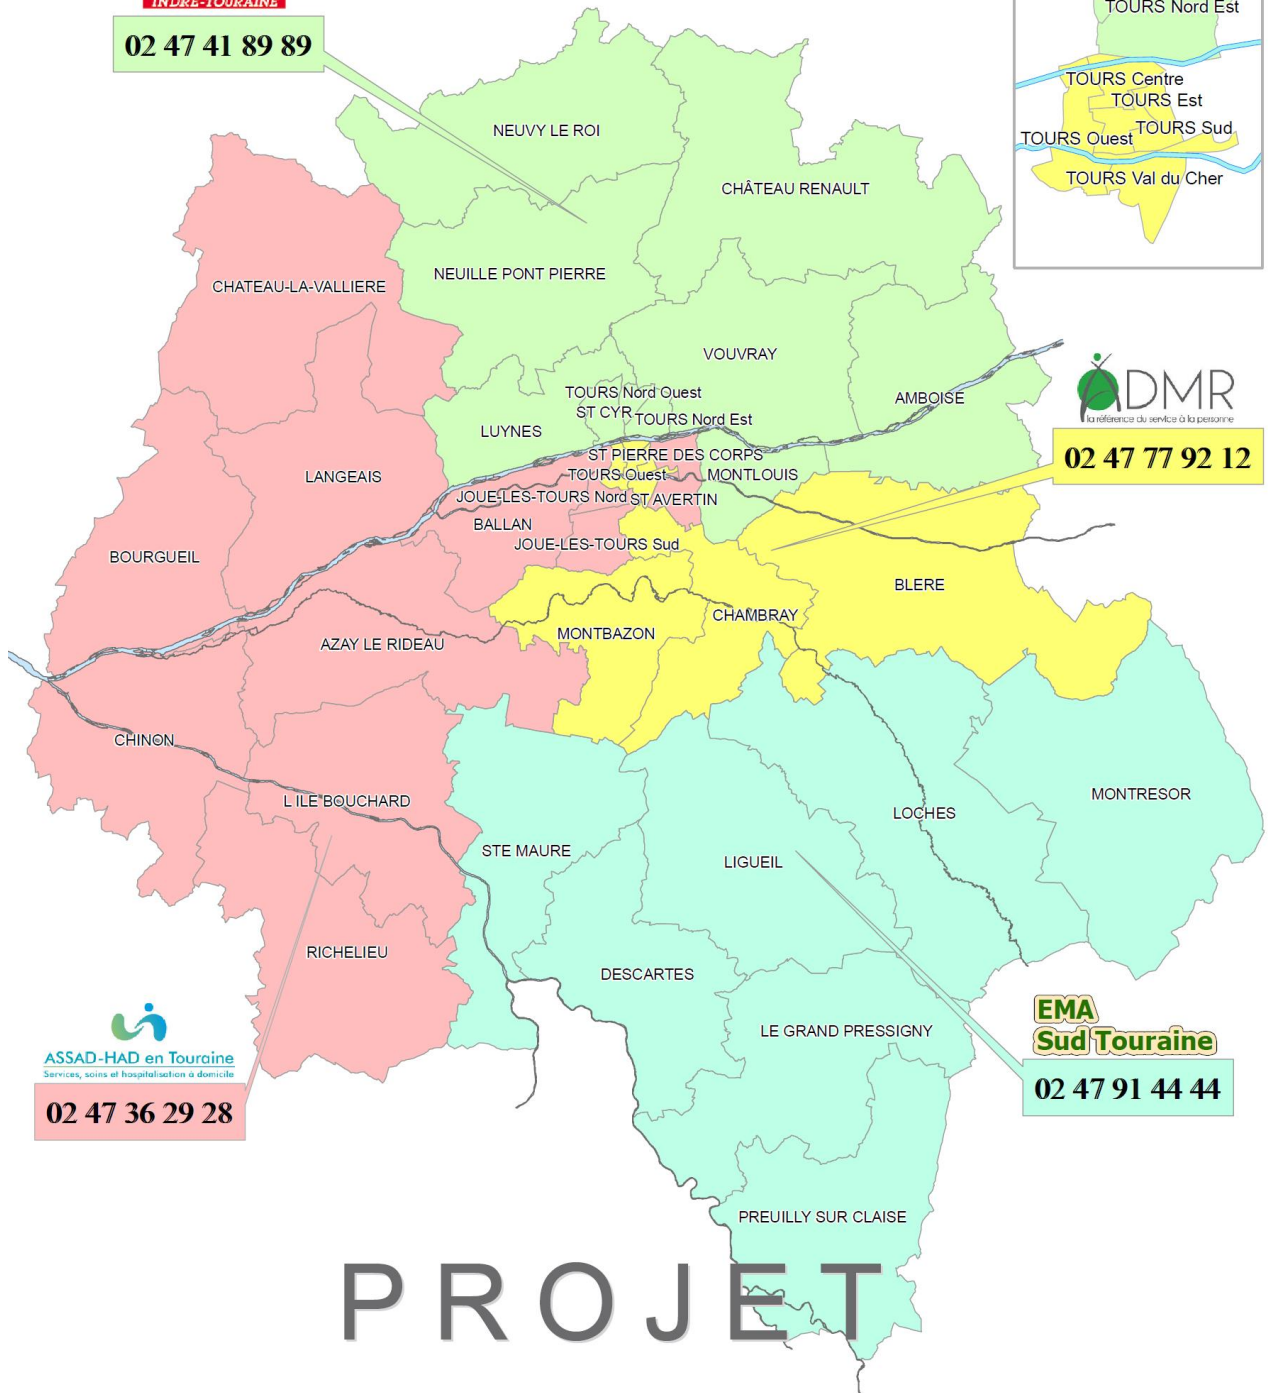 INDRE-TOURAINE
02 47 41 89 89
TOURS Nord Est
TOURS Centre
TOURS Est
TOURS Sud
TOURS Ouest
TOURS Val du Cher
NEUVY LE ROI
CHÂTEAU RENAULT
NEUILLE PONT PIERRE
CHATEAU-LA-VALLIERE
VOUVRAY
AMBOISE
TOURS Nord Ouest
ST CYR
TOURS Nord Est
LUYNES
ADMR
la référence du service à la personne
02 47 77 92 12
ST PIERRE DES CORPS
TOURS Ouest
MONTLOUIS
LANGEAIS
JOUE-LES-TOURS Nord
ST AVERTIN
BALLAN
JOUE-LES-TOURS Sud
BOURGUEIL
BLERE
CHAMBRAY
MONTBAZON
AZAY LE RIDEAU
CHINON
L ILE BOUCHARD
MONTRESOR
LOCHES
STE MAURE
LIGUEIL
RICHELIEU
DESCARTES
LE GRAND PRESSIGNY
EMA
Sud Touraine
02 47 91 44 44
ASSAD-HAD en Touraine
Services, soins et hospitalisation à domicile
02 47 36 29 28
PREUILLY SUR CLAISE
PROJET